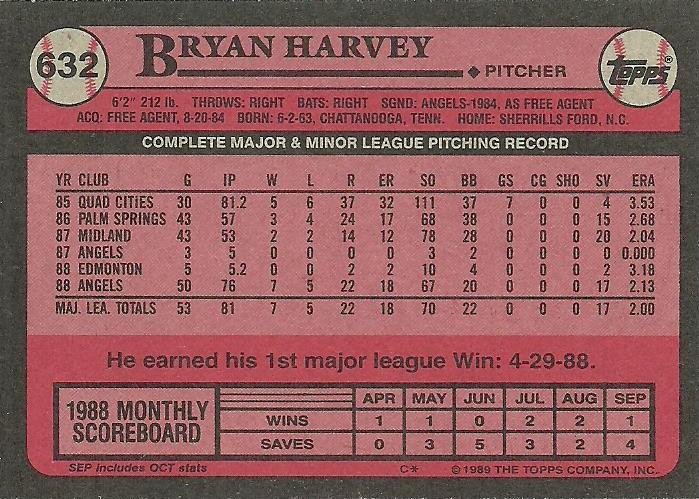 632
BRYAN HARVEY
PITCHER
TOPPS®
6'2" 212 lb. THROWS: RIGHT BATS: RIGHT SGND: ANGELS-1984, AS FREE AGENT
ACQ: FREE AGENT, 8-20-84 BORN: 6-2-63, CHATTANOOGA, TENN. HOME: SHERRILLS FORD, N.C.
COMPLETE MAJOR & MINOR LEAGUE PITCHING RECORD
YR CLUB G IP W L R ER SO BB GS CG SHO SV ERA
85 QUAD CITIES 30 81.2 5 6 37 32 111 37 7 0 0 4 3.53
86 PALM SPRINGS 43 57 3 4 24 17 68 38 0 0 0 15 2.68
87 MIDLAND 43 53 2 2 14 12 78 28 0 0 0 20 2.04
87 ANGELS 3 5 0 0 0 0 3 2 0 0 0 0 0.000
88 EDMONTON 5 5.2 0 0 2 2 10 4 0 0 0 2 3.18
88 ANGELS 50 76 7 5 22 18 67 20 0 0 0 17 2.13
MAJ. LEA. TOTALS 53 81 7 5 22 18 70 22 0 0 0 17 2.00
He earned his 1st major league Win: 4-29-88.
1988 MONTHLY
SCOREBOARD
APR MAY JUN JUL AUG SEP
WINS 1 1 0 2 2 1
SAVES 0 3 5 3 2 4
SEP includes OCT stats
C* © 1989 THE TOPPS COMPANY, INC.